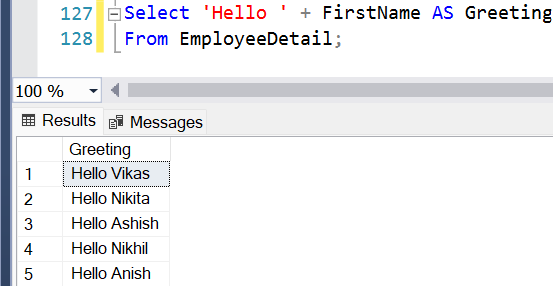 127 Select 'Hello ' + FirstName AS Greeting
128 From EmployeeDetail;
100 %
Results Messages
Greeting
1 Hello Vikas
2 Hello Nikita
3 Hello Ashish
4 Hello Nikhil
5 Hello Anish